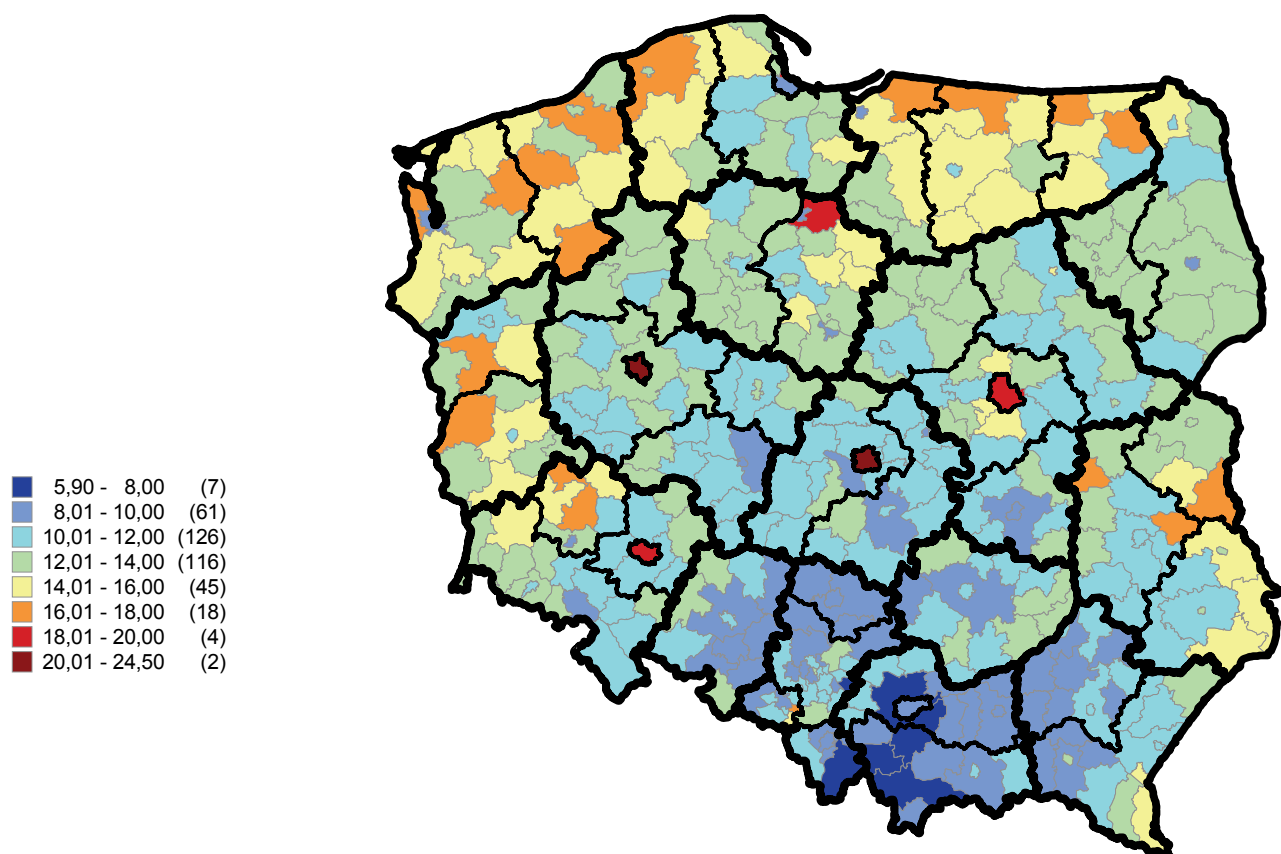 5,90 - 8,00 (7)
8,01 - 10,00 (61)
10,01 - 12,00 (126)
12,01 - 14,00 (116)
14,01 - 16,00 (45)
16,01 - 18,00 (18)
18,01 - 20,00 (4)
20,01 - 24,50 (2)